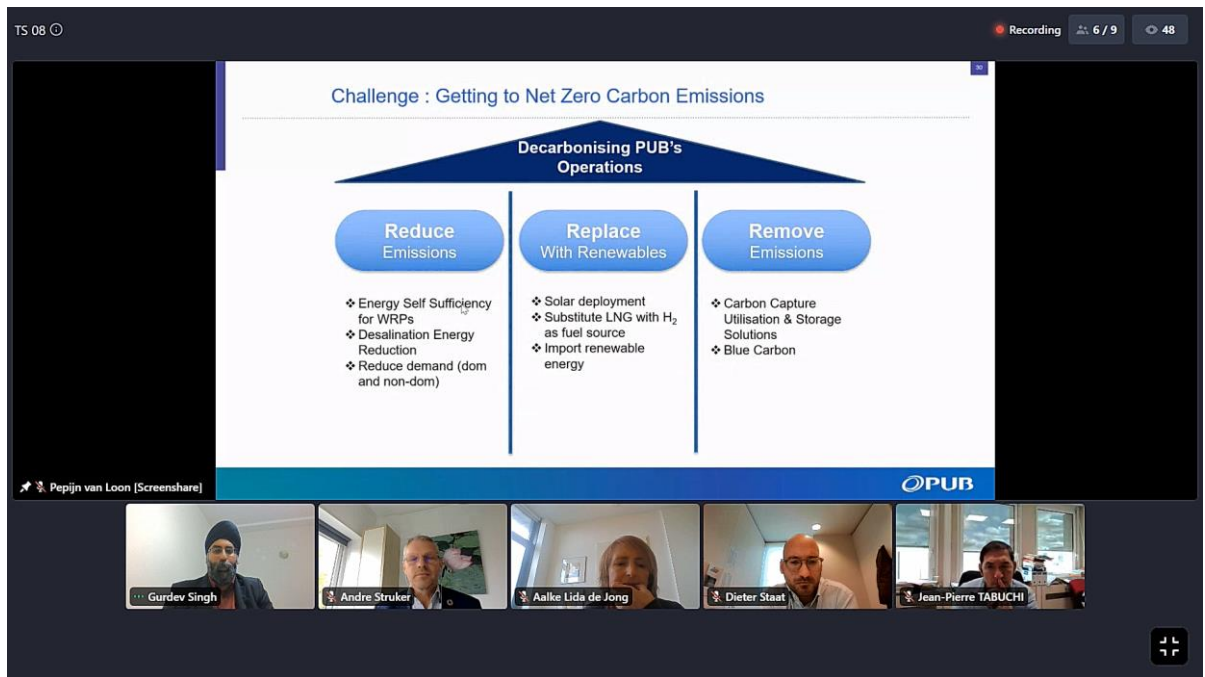 TS 08
Recording
6 / 9
48
30
Challenge : Getting to Net Zero Carbon Emissions
Decarbonising PUB's
Operations
Reduce
Emissions
Replace
With Renewables
Remove
Emissions
❖ Energy Self Sufficiency
for WRPs
❖ Desalination Energy
Reduction
❖ Reduce demand (dom
and non-dom)
❖ Solar deployment
❖ Substitute LNG with H₂
as fuel source
❖ Import renewable
energy
❖ Carbon Capture
Utilisation & Storage
Solutions
❖ Blue Carbon
Pepijn van Loon [Screenshare]
PUB
Gurdev Singh
Andre Struker
Aalke Lida de Jong
Dieter Staat
Jean-Pierre TABUCHI